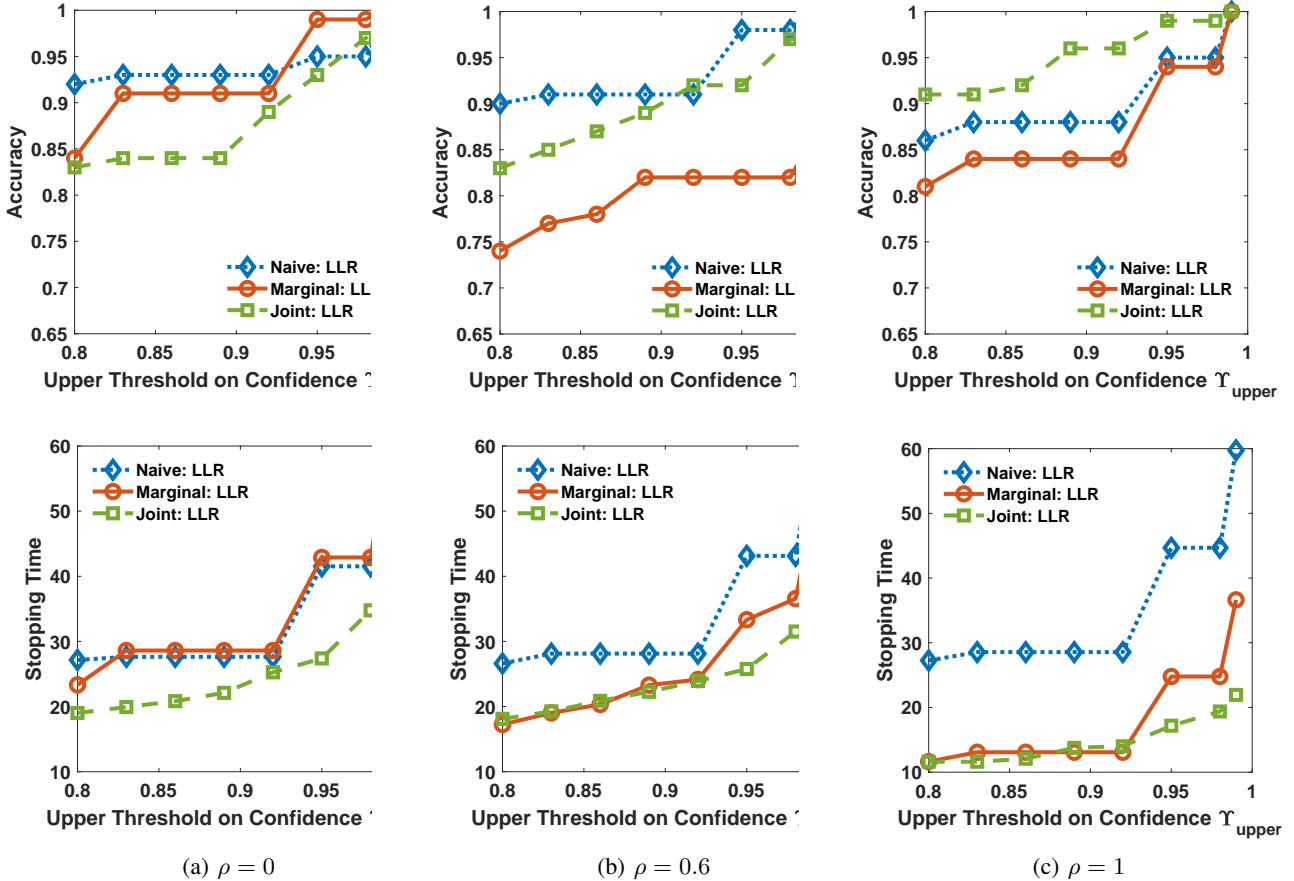 1
0.95
0.9
0.85
0.8
0.75
0.7
0.65
Accuracy
Naive: LLR
Marginal: LL
Joint: LLR
0.8 0.85 0.9 0.95
Upper Threshold on Confidence
1
0.95
0.9
0.85
0.8
0.75
0.7
0.65
Accuracy
Naive: LLR
Marginal: LL
Joint: LLR
0.8 0.85 0.9 0.95
Upper Threshold on Confidence
1
0.95
0.9
0.85
0.8
0.75
0.7
0.65
Accuracy
Naive: LLR
Marginal: LLR
Joint: LLR
0.8 0.85 0.9 0.95 1
Upper Threshold on Confidence ϒupper
60
50
40
30
20
10
Stopping Time
Naive: LLR
Marginal: LLR
Joint: LLR
0.8 0.85 0.9 0.95
Upper Threshold on Confidence
60
50
40
30
20
10
Stopping Time
Naive: LLR
Marginal: LLR
Joint: LLR
0.8 0.85 0.9 0.95
Upper Threshold on Confidence
60
50
40
30
20
10
Stopping Time
Naive: LLR
Marginal: LLR
Joint: LLR
0.8 0.85 0.9 0.95 1
Upper Threshold on Confidence ϒupper
(a) ρ = 0
(b) ρ = 0.6
(c) ρ = 1